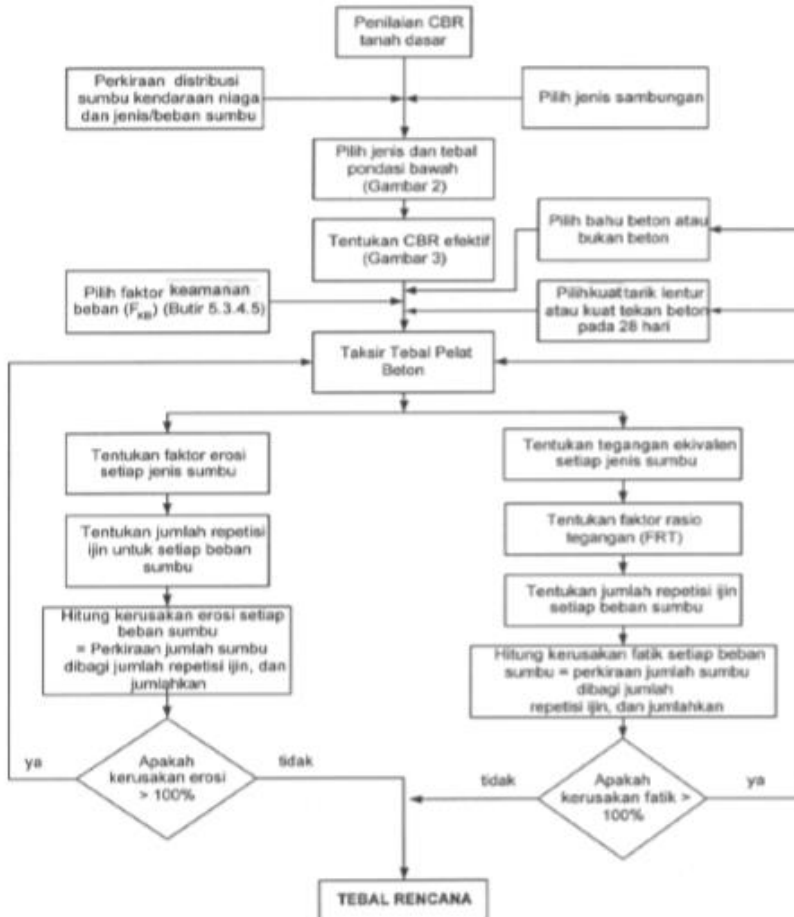 Penilaian CBR
tanah dasar
Perkiraan distribusi
sumbu kendaraan niaga
dan jenis/beban sumbu
Pilih jenis sambungan
Pilih jenis dan tebal
pondasi bawah
(Gambar 2)
Tentukan CBR efektif
(Gambar 3)
Pilih bahu beton atau
bukan beton
Pilih faktor keamanan
beban (FKB) (Butir 5.3.4.5)
Pilihkuattarik lentur
atau kuat tekan beton
pada 28 hari
Taksir Tebal Pelat
Beton
Tentukan faktor erosi
setiap jenis sumbu
Tentukan tegangan ekivalen
setiap jenis sumbu
Tentukan jumlah repetisi
ijin untuk setiap beban
sumbu
Tentukan faktor rasio
tegangan (FRT)
Tentukan jumlah repetisi ijin
setiap beban sumbu
Hitung kerusakan erosi setiap
beban sumbu
= Perkiraan jumlah sumbu
dibagi jumlah repetisi ijin, dan
jumlahkan
Hitung kerusakan fatik setiap beban
sumbu = perkiraan jumlah sumbu
dibagi jumlah
repetisi ijin, dan jumlahkan
ya
Apakah
kerusakan erosi
> 100%
tidak
tidak
Apakah
kerusakan fatik >
100%
ya
TEBAL RENCANA